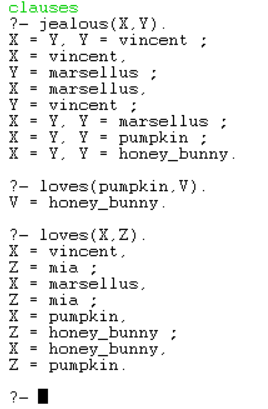 clauses
?- jealous(X,Y).
X = Y, Y = vincent ;
X = vincent,
Y = marsellus ;
X = marsellus,
Y = vincent ;
X = Y, Y = marsellus ;
X = Y, Y = pumpkin ;
X = Y, Y = honey_bunny.
?- loves(pumpkin,V).
V = honey_bunny.
?- loves(X,Z).
X = vincent,
Z = mia ;
X = marsellus,
Z = mia ;
X = pumpkin,
Z = honey_bunny ;
X = honey_bunny,
Z = pumpkin.
?-